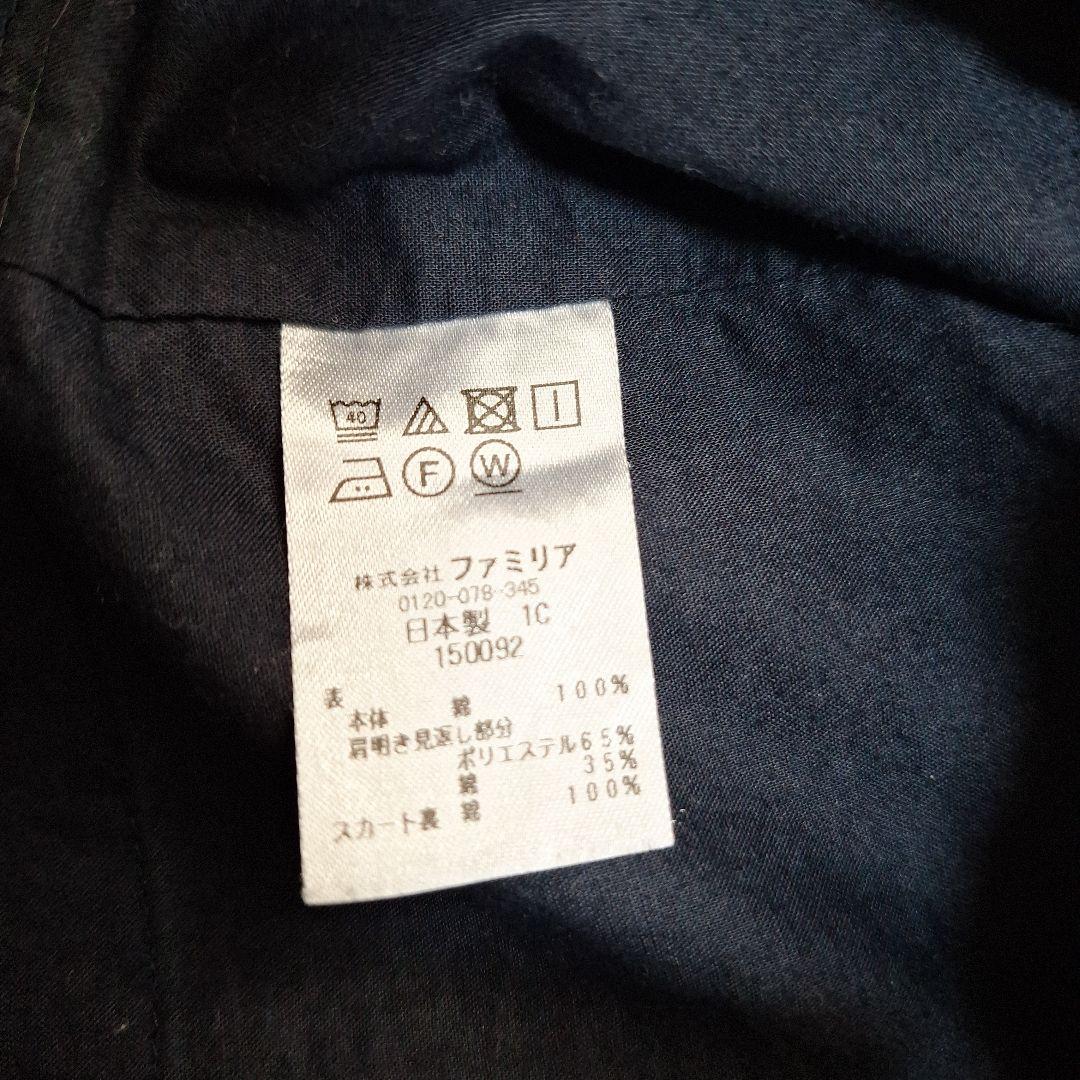 40
F W
株式会社 ファミリア
0120-078-345
日本製 1C
150092
表
本体 綿 100%
肩明き見返し部分
ポリエステル65%
綿 35%
スカート裏 綿 100%